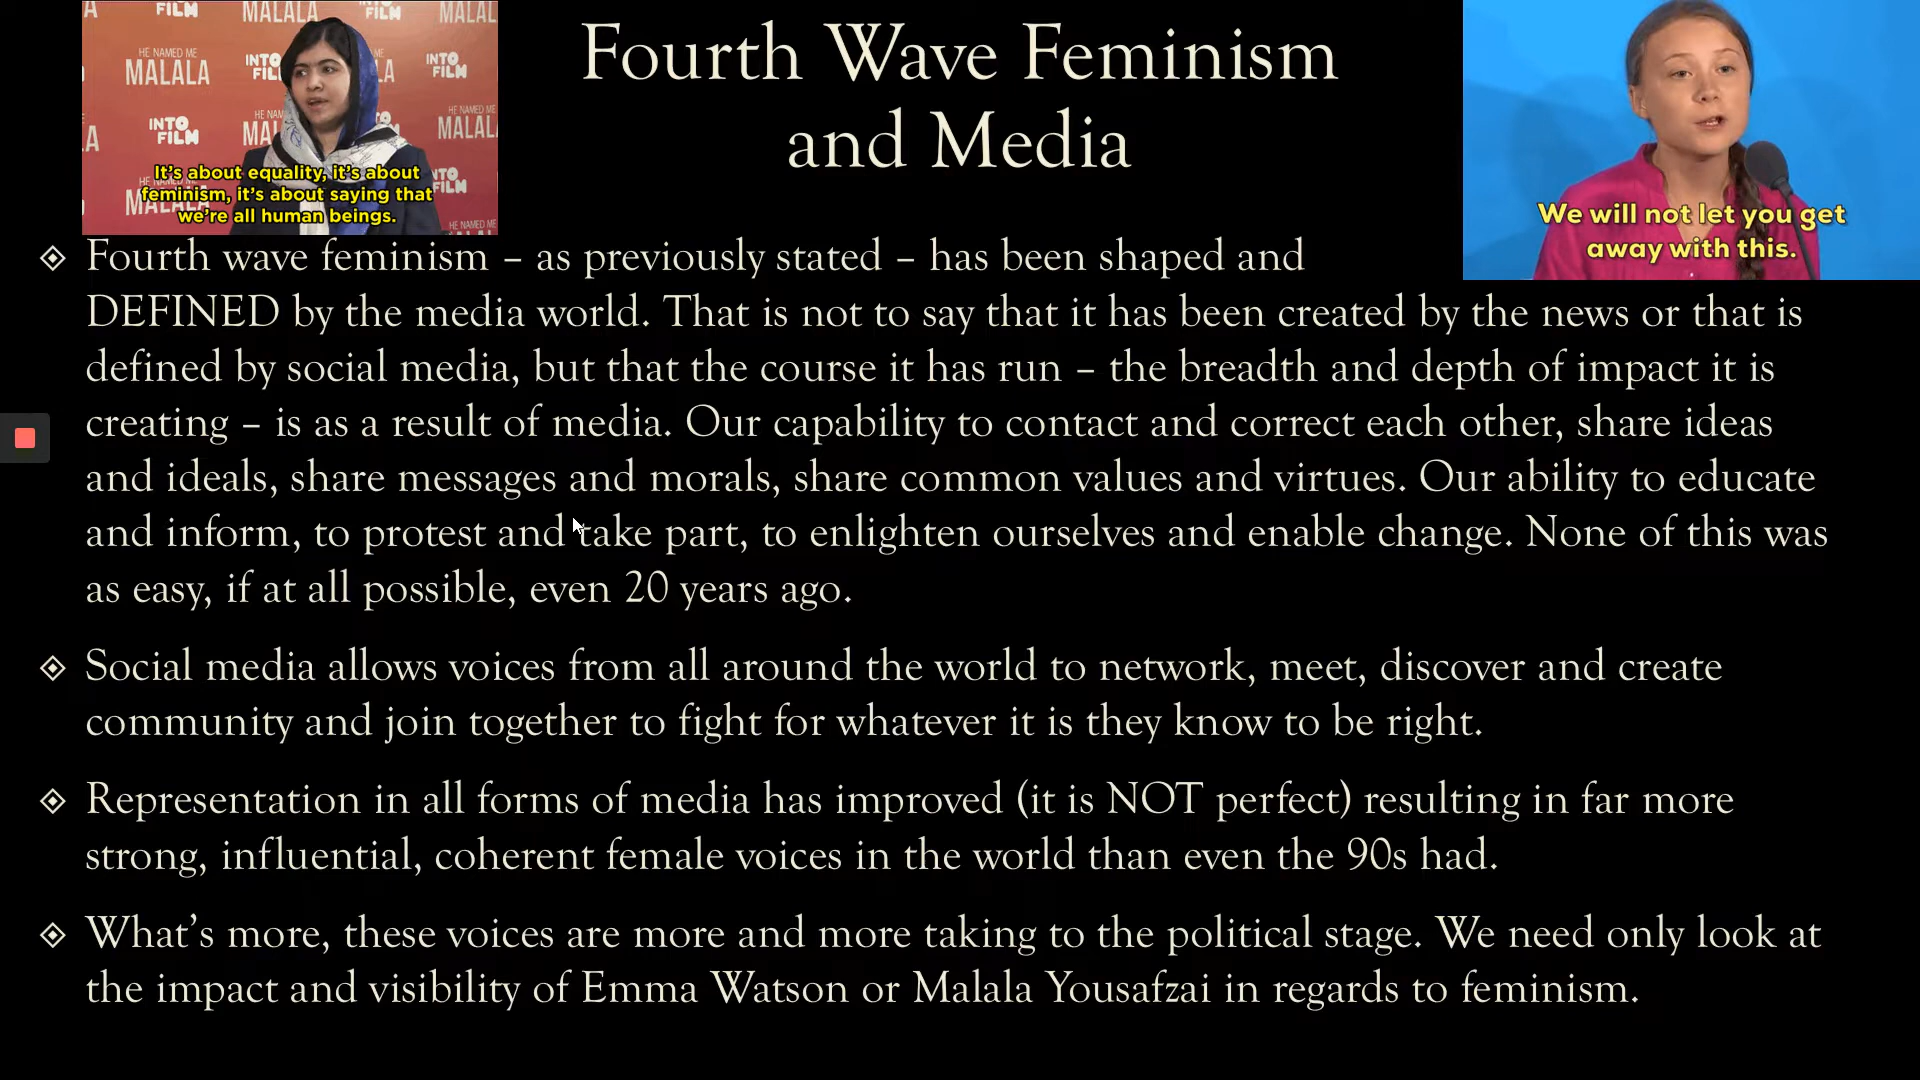 HE NAMED ME
MALALA
INTO
FILM
INTO
FILM
INTO
FILM
HE NAMED ME
MALALA
It's about equality, it's about
feminism, it's about saying that
we're all human beings.
Fourth Wave Feminism
and Media
We will not let you get
away with this.
Fourth wave feminism – as previously stated – has been shaped and
DEFINED by the media world. That is not to say that it has been created by the news or that is
defined by social media, but that the course it has run – the breadth and depth of impact it is
creating – is as a result of media. Our capability to contact and correct each other, share ideas
and ideals, share messages and morals, share common values and virtues. Our ability to educate
and inform, to protest and take part, to enlighten ourselves and enable change. None of this was
as easy, if at all possible, even 20 years ago.
Social media allows voices from all around the world to network, meet, discover and create
community and join together to fight for whatever it is they know to be right.
Representation in all forms of media has improved (it is NOT perfect) resulting in far more
strong, influential, coherent female voices in the world than even the 90s had.
What's more, these voices are more and more taking to the political stage. We need only look at
the impact and visibility of Emma Watson or Malala Yousafzai in regards to feminism.